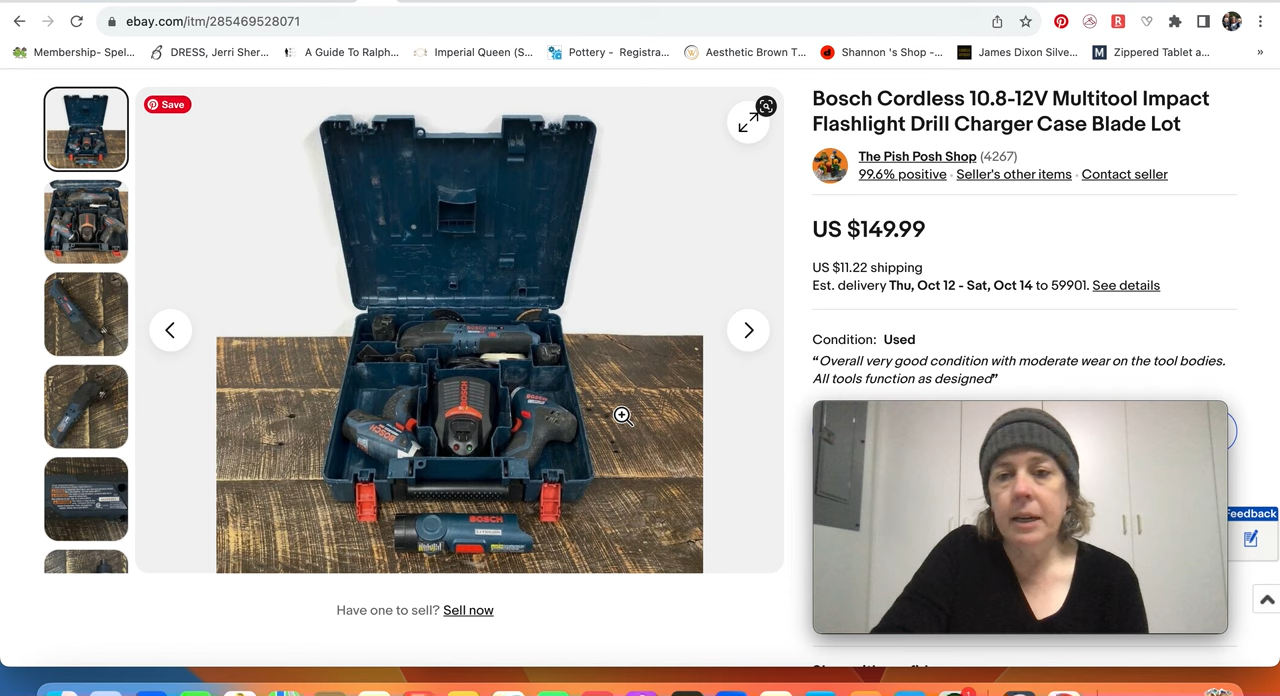 ebay.com/itm/285469528071
Membership- Spel...
DRESS, Jerri Sher...
A Guide To Ralph...
Imperial Queen (S...
Pottery - Registra...
Aesthetic Brown T...
Shannon 's Shop -...
James Dixon Silve...
M Zippered Tablet a...
»
Save
Bosch Cordless 10.8-12V Multitool Impact
Flashlight Drill Charger Case Blade Lot
The Pish Posh Shop (4267)
99.6% positive · Seller's other items · Contact seller
US $149.99
US $11.22 shipping
Est. delivery Thu, Oct 12 - Sat, Oct 14 to 59901. See details
Condition: Used
“Overall very good condition with moderate wear on the tool bodies.
All tools function as designed”
BOSCH
BOSCH
BOSCH
BOSCH
Feedback
Have one to sell? Sell now